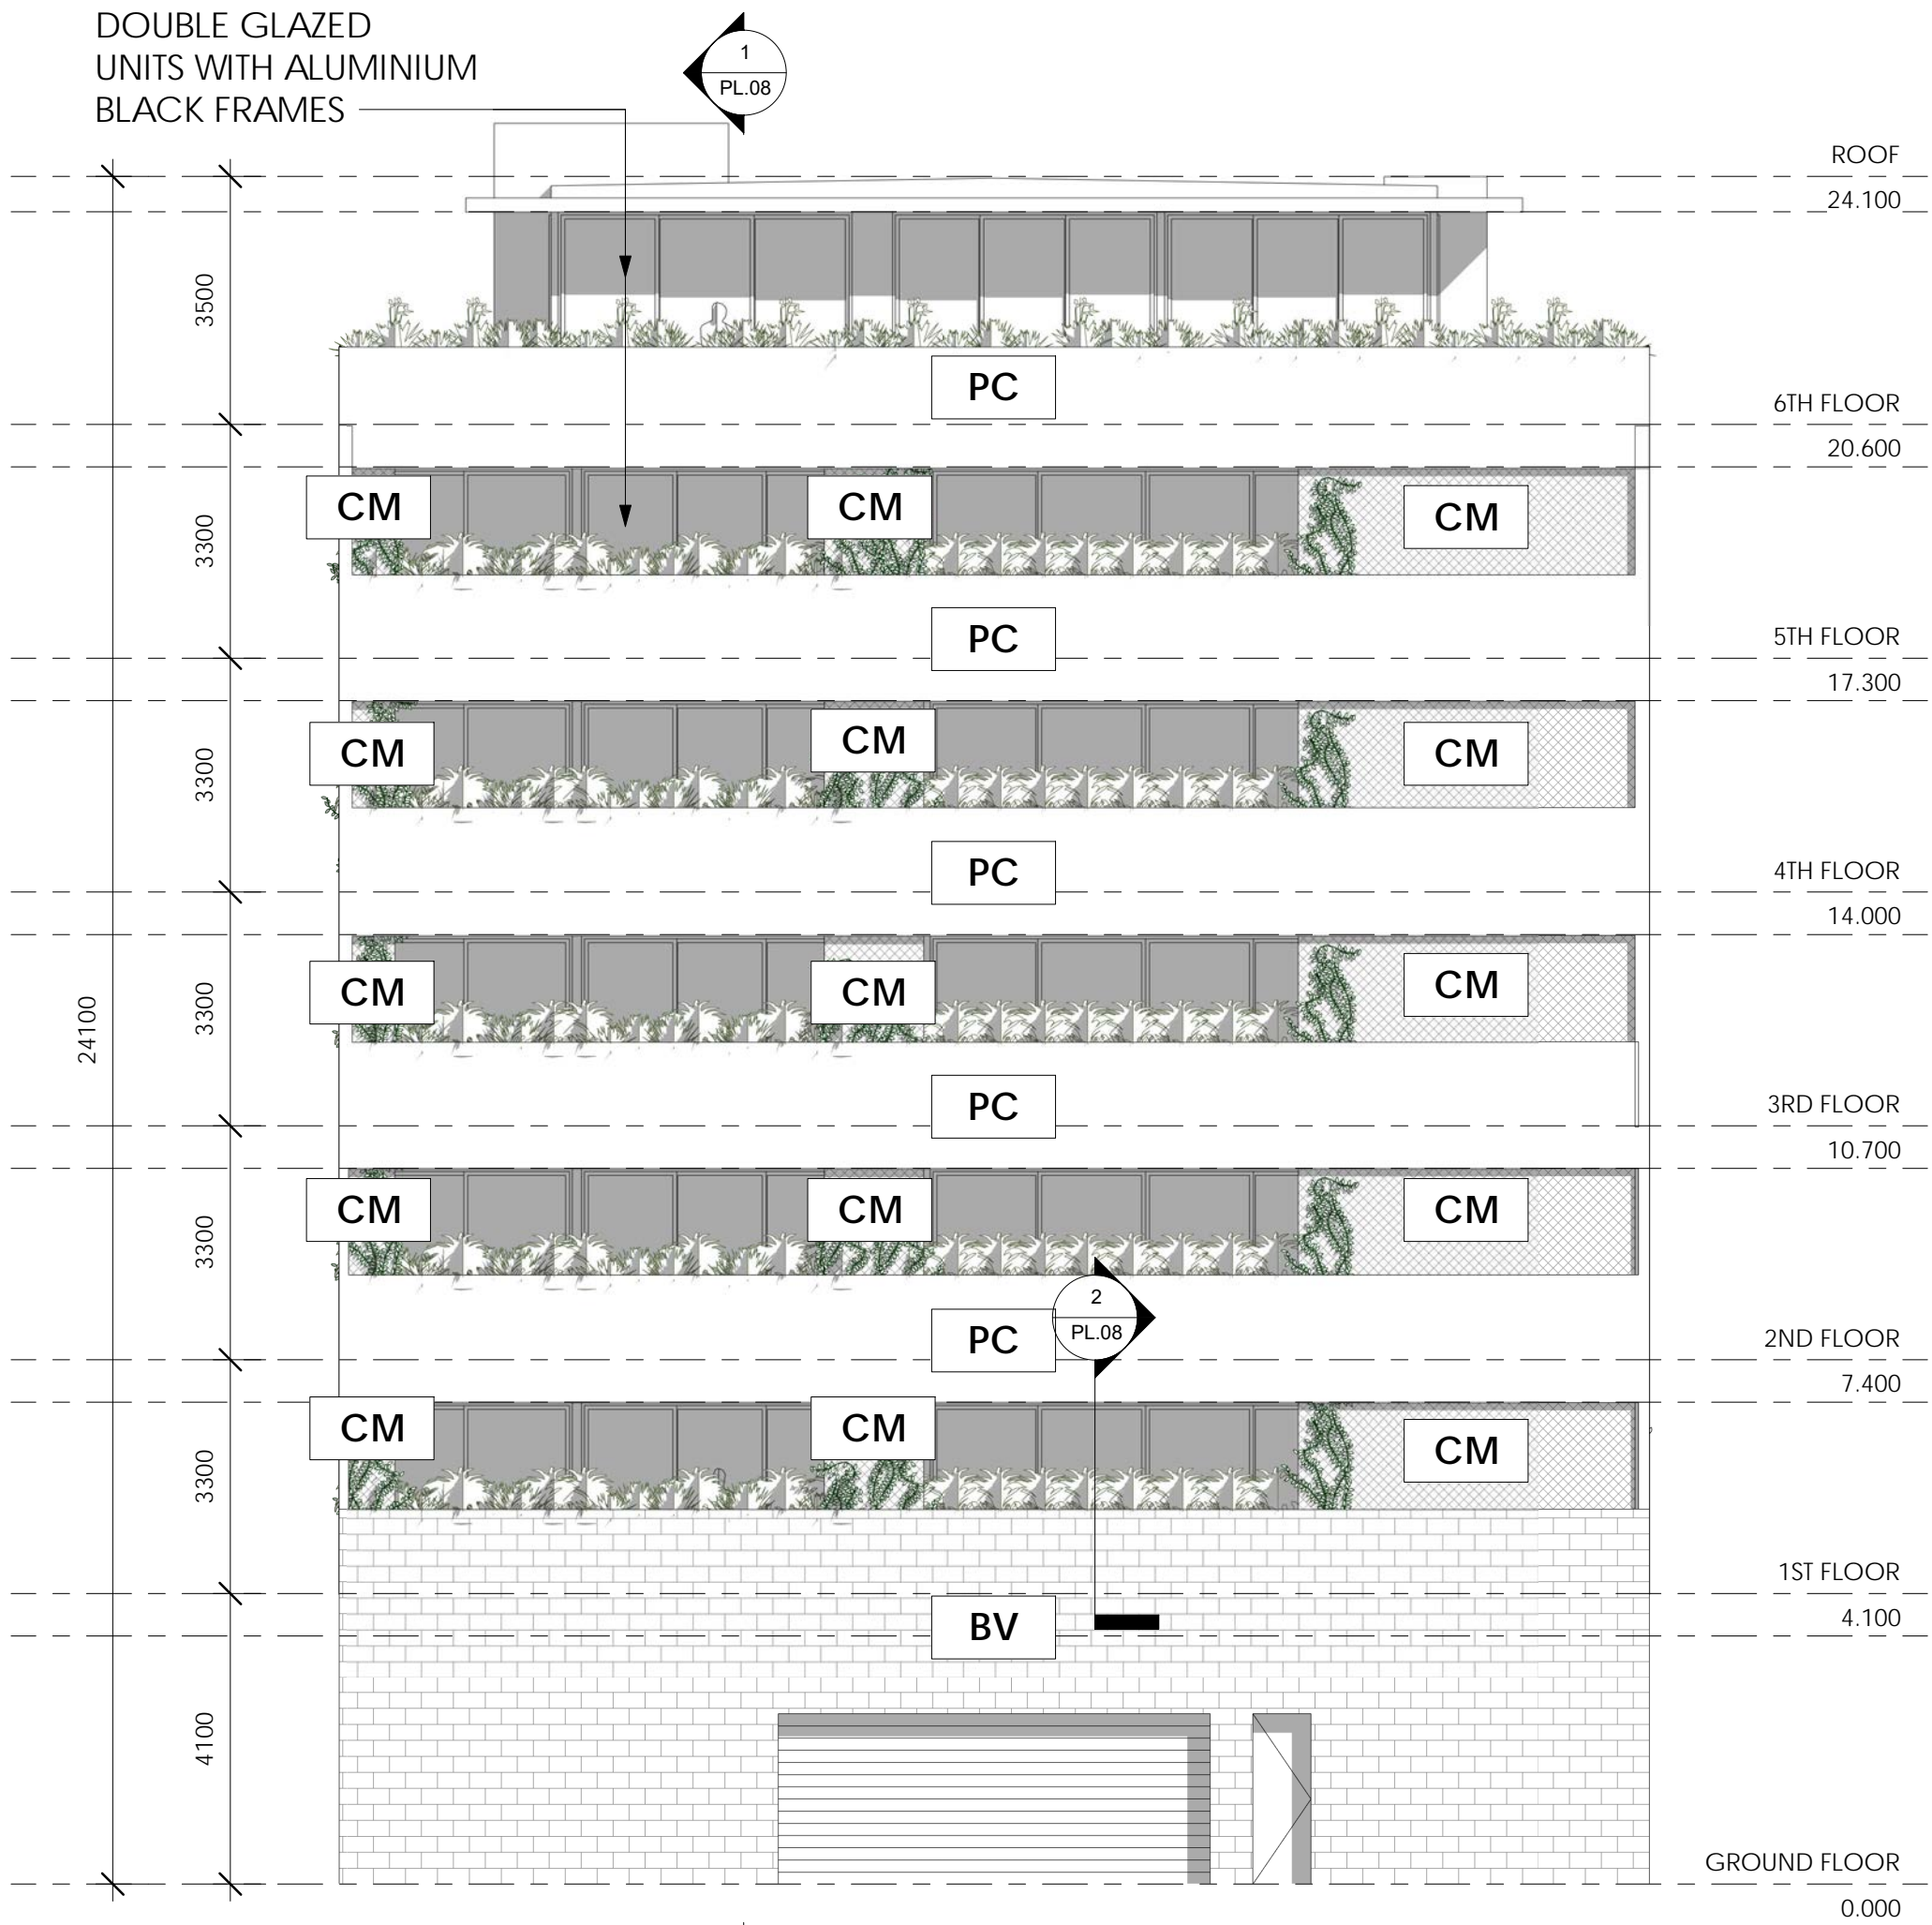 DOUBLE GLAZED
UNITS WITH ALUMINIUM
BLACK FRAMES
1
PL.08
ROOF
24.100
3500
PC
6TH FLOOR
20.600
CM
CM
CM
3300
PC
5TH FLOOR
17.300
CM
CM
CM
3300
PC
4TH FLOOR
14.000
CM
CM
CM
3300
24100
PC
3RD FLOOR
10.700
CM
CM
CM
3300
2
PL.08
PC
2ND FLOOR
7.400
CM
CM
CM
3300
1ST FLOOR
4.100
BV
4100
GROUND FLOOR
0.000